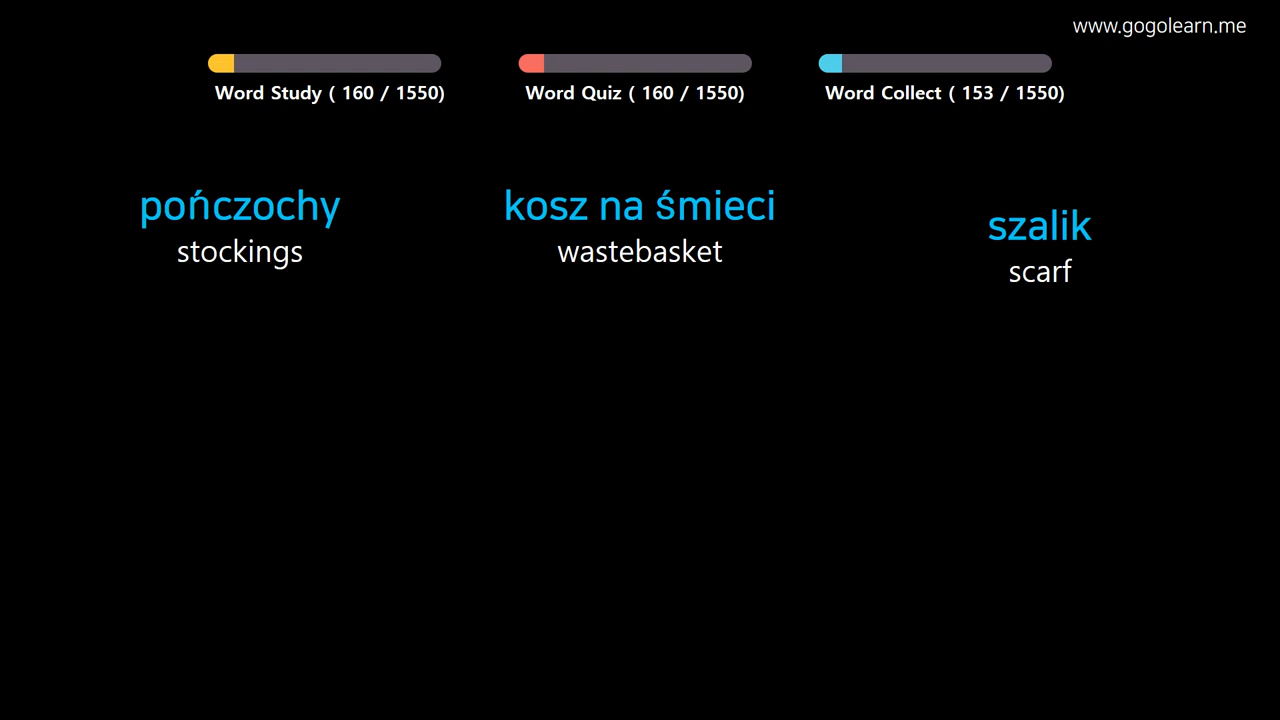 www.gogolearn.me
Word Study ( 160 / 1550)
Word Quiz ( 160 / 1550)
Word Collect ( 153 / 1550)
pończochy
stockings
kosz na śmieci
wastebasket
szalik
scarf